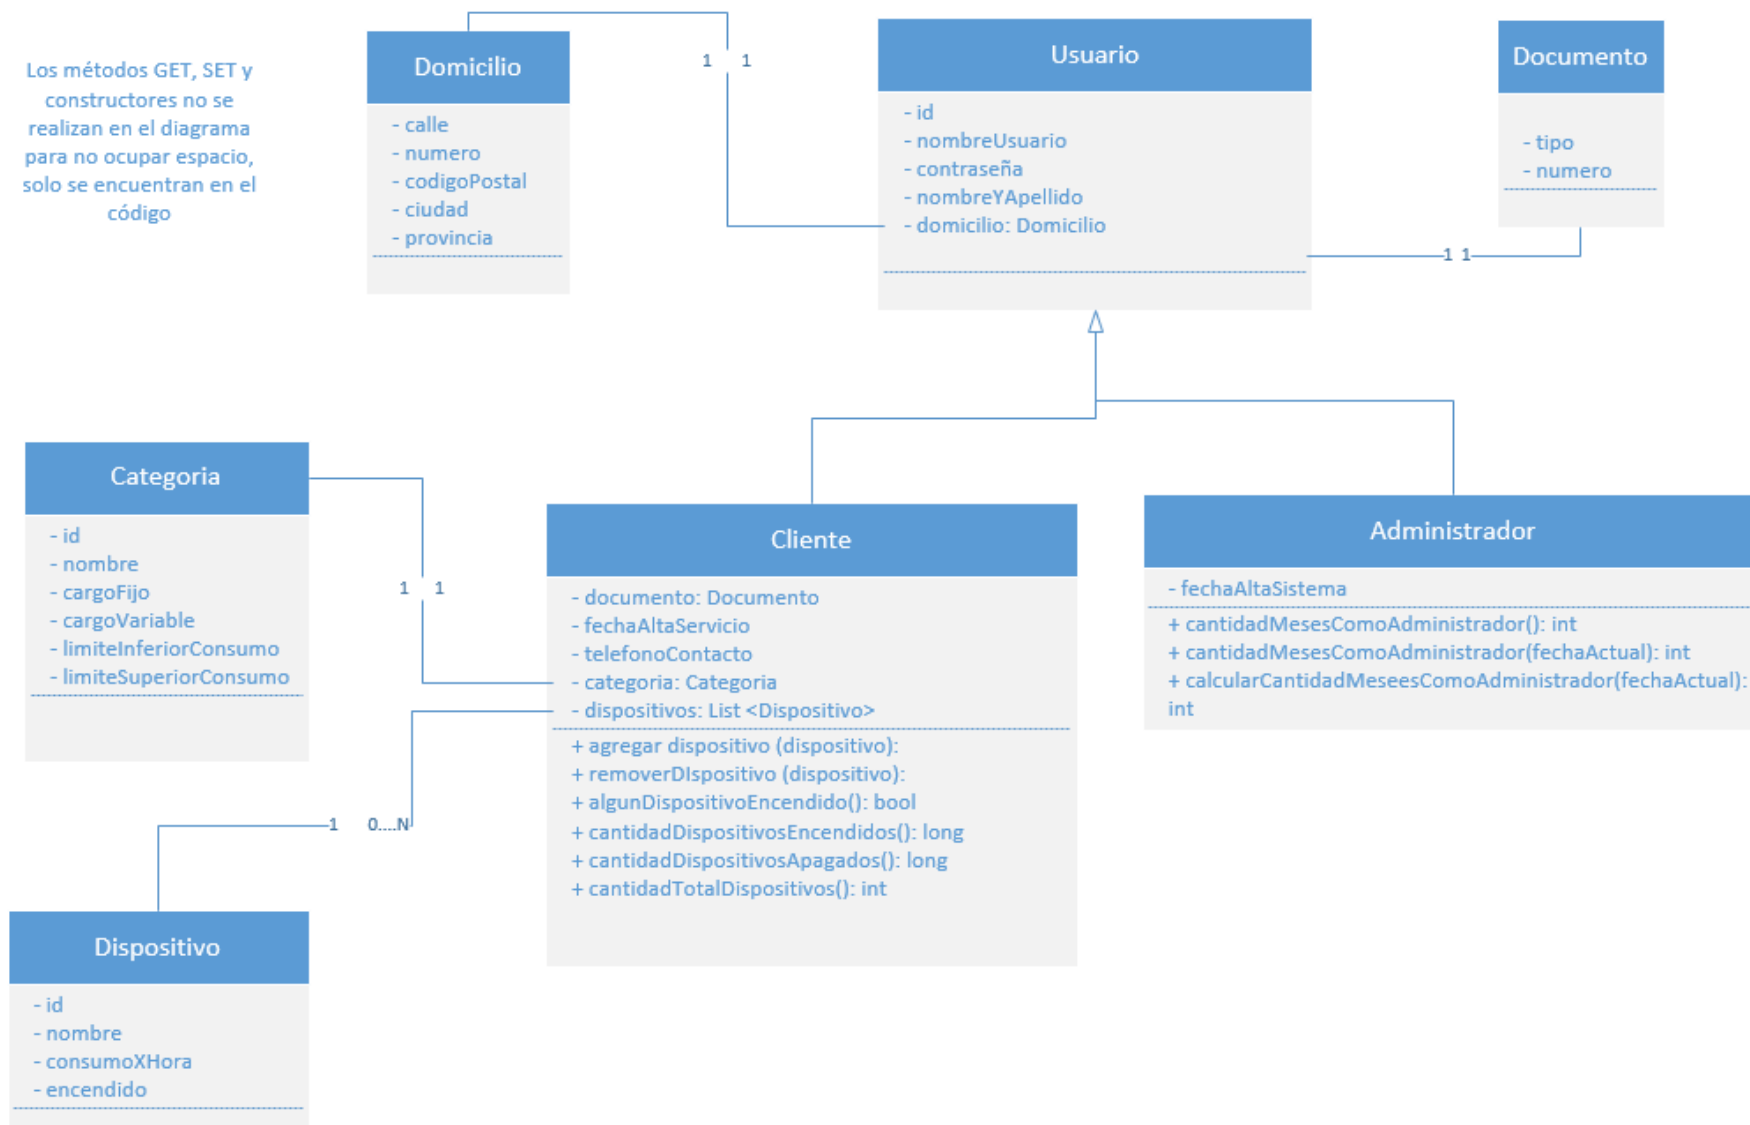 Los métodos GET, SET y
constructores no se
realizan en el diagrama
para no ocupar espacio,
solo se encuentran en el
código
Domicilio
- calle
- numero
- codigoPostal
- ciudad
- provincia
1 1
Usuario
- id
- nombreUsuario
- contraseña
- nombreYApellido
- domicilio: Domicilio
Documento
- tipo
- numero
1 1
Categoria
- id
- nombre
- cargoFijo
- cargoVariable
- limiteInferiorConsumo
- limiteSuperiorConsumo
1 1
Cliente
- documento: Documento
- fechaAltaServicio
- telefonoContacto
- categoria: Categoria
- dispositivos: List <Dispositivo>
+ agregar dispositivo (dispositivo):
+ removerDIspositivo (dispositivo):
+ algunDispositivoEncendido(): bool
+ cantidadDispositivosEncendidos(): long
+ cantidadDispositivosApagados(): long
+ cantidadTotalDispositivos(): int
Administrador
- fechaAltaSistema
+ cantidadMesesComoAdministrador(): int
+ cantidadMesesComoAdministrador(fechaActual): int
+ calcularCantidadMeseesComoAdministrador(fechaActual):
int
1 0....N
Dispositivo
- id
- nombre
- consumoXHora
- encendido